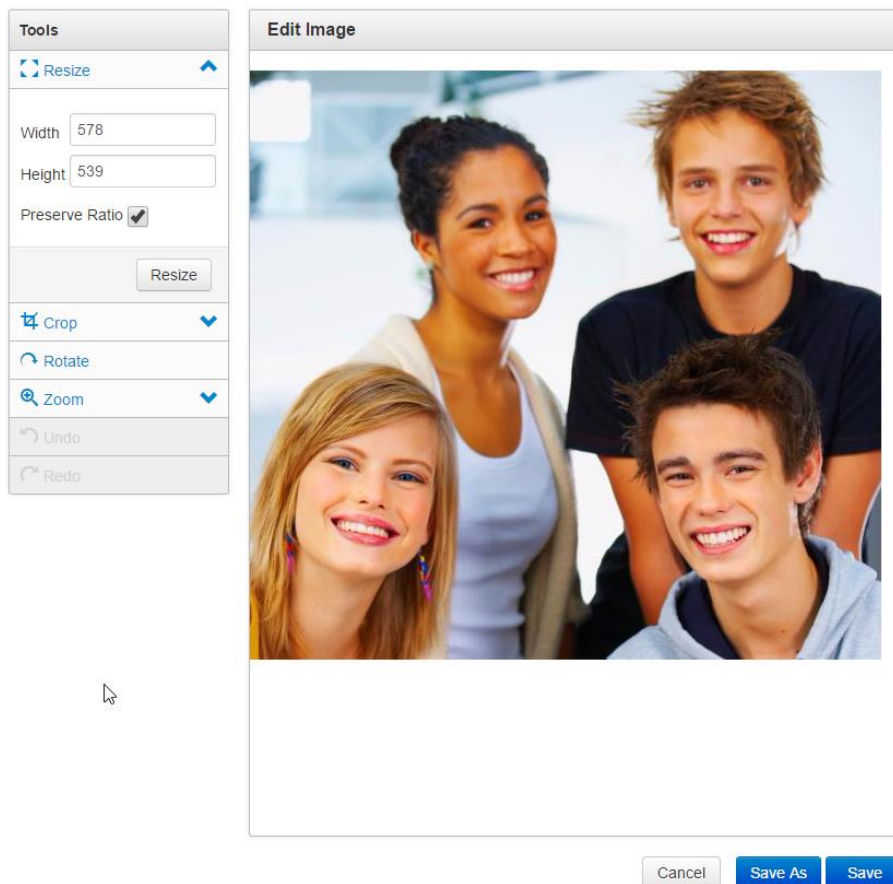 Tools
Resize
Width 578
Height 539
Preserve Ratio
Resize
Crop
Rotate
Zoom
Undo
Redo
Edit Image
Cancel
Save As
Save